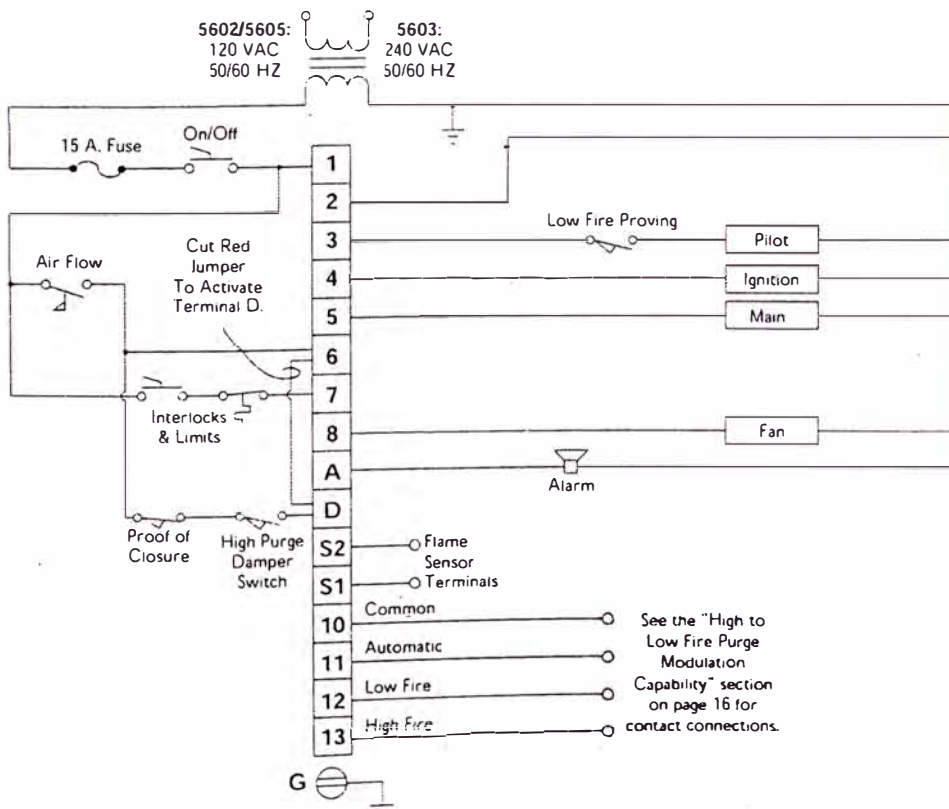 5602/5605:
120 VAC
50/60 HZ
5603:
240 VAC
50/60 HZ
15 A. Fuse
On/Off
1
2
3
4
5
6
7
8
A
D
S2
S1
10
11
12
13
G
Cut Red
Jumper
To Activate
Terminal D.
Air Flow
Interlocks
& Limits
Proof of
Closure
High Purge
Damper
Switch
Low Fire Proving
Pilot
Ignition
Main
Fan
Alarm
Flame
Sensor
Terminals
Common
Automatic
Low Fire
High Fire
See the "High to
Low Fire Purge
Modulation
Capability" section
on page 16 for
contact connections.